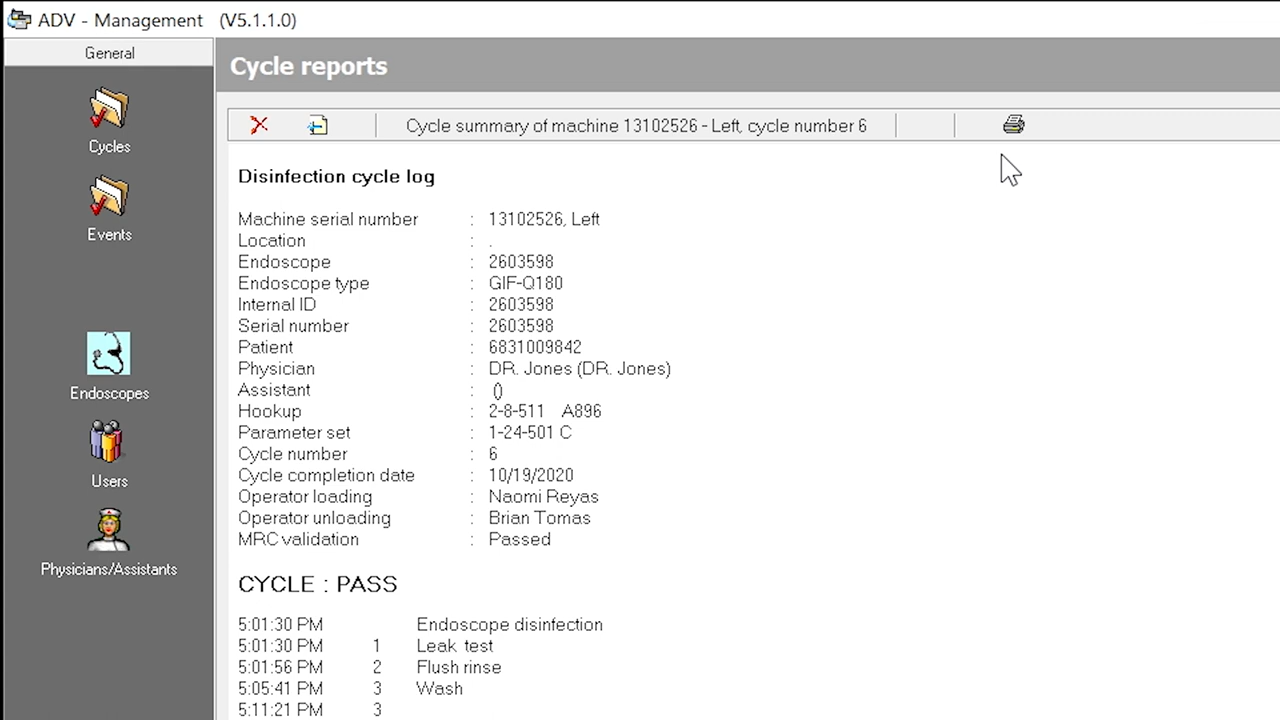 ADV - Management (V5.1.1.0)
General
Cycles
Events
Endoscopes
Users
Physicians/Assistants
Cycle reports
Cycle summary of machine 13102526 - Left, cycle number 6
Disinfection cycle log
Machine serial number : 13102526, Left
Location : .
Endoscope : 2603598
Endoscope type : GIF-Q180
Internal ID : 2603598
Serial number : 2603598
Patient : 6831009842
Physician : DR. Jones (DR. Jones)
Assistant : ()
Hookup : 2-8-511 A896
Parameter set : 1-24-501 C
Cycle number : 6
Cycle completion date : 10/19/2020
Operator loading : Naomi Reyas
Operator unloading : Brian Tomas
MRC validation : Passed
CYCLE : PASS
5:01:30 PM Endoscope disinfection
5:01:30 PM 1 Leak test
5:01:56 PM 2 Flush rinse
5:05:41 PM 3 Wash
5:11:21 PM 3